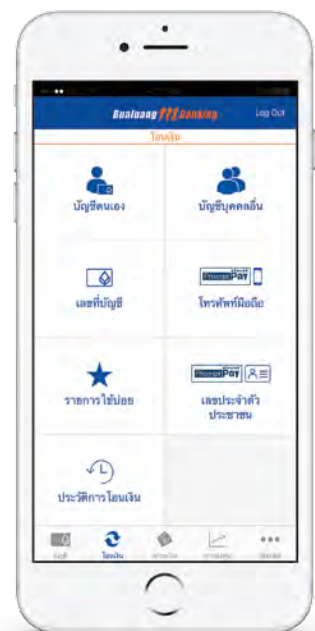 Bualuang mBanking
Log Out
โอนเงิน
บัญชีตนเอง
บัญชีบุคคลอื่น
เลขที่บัญชี
PromptPay
โทรศัพท์มือถือ
รายการใช้บ่อย
PromptPay
เลขประจำตัว
ประชาชน
ประวัติการโอนเงิน
บัญชี
โอนเงิน